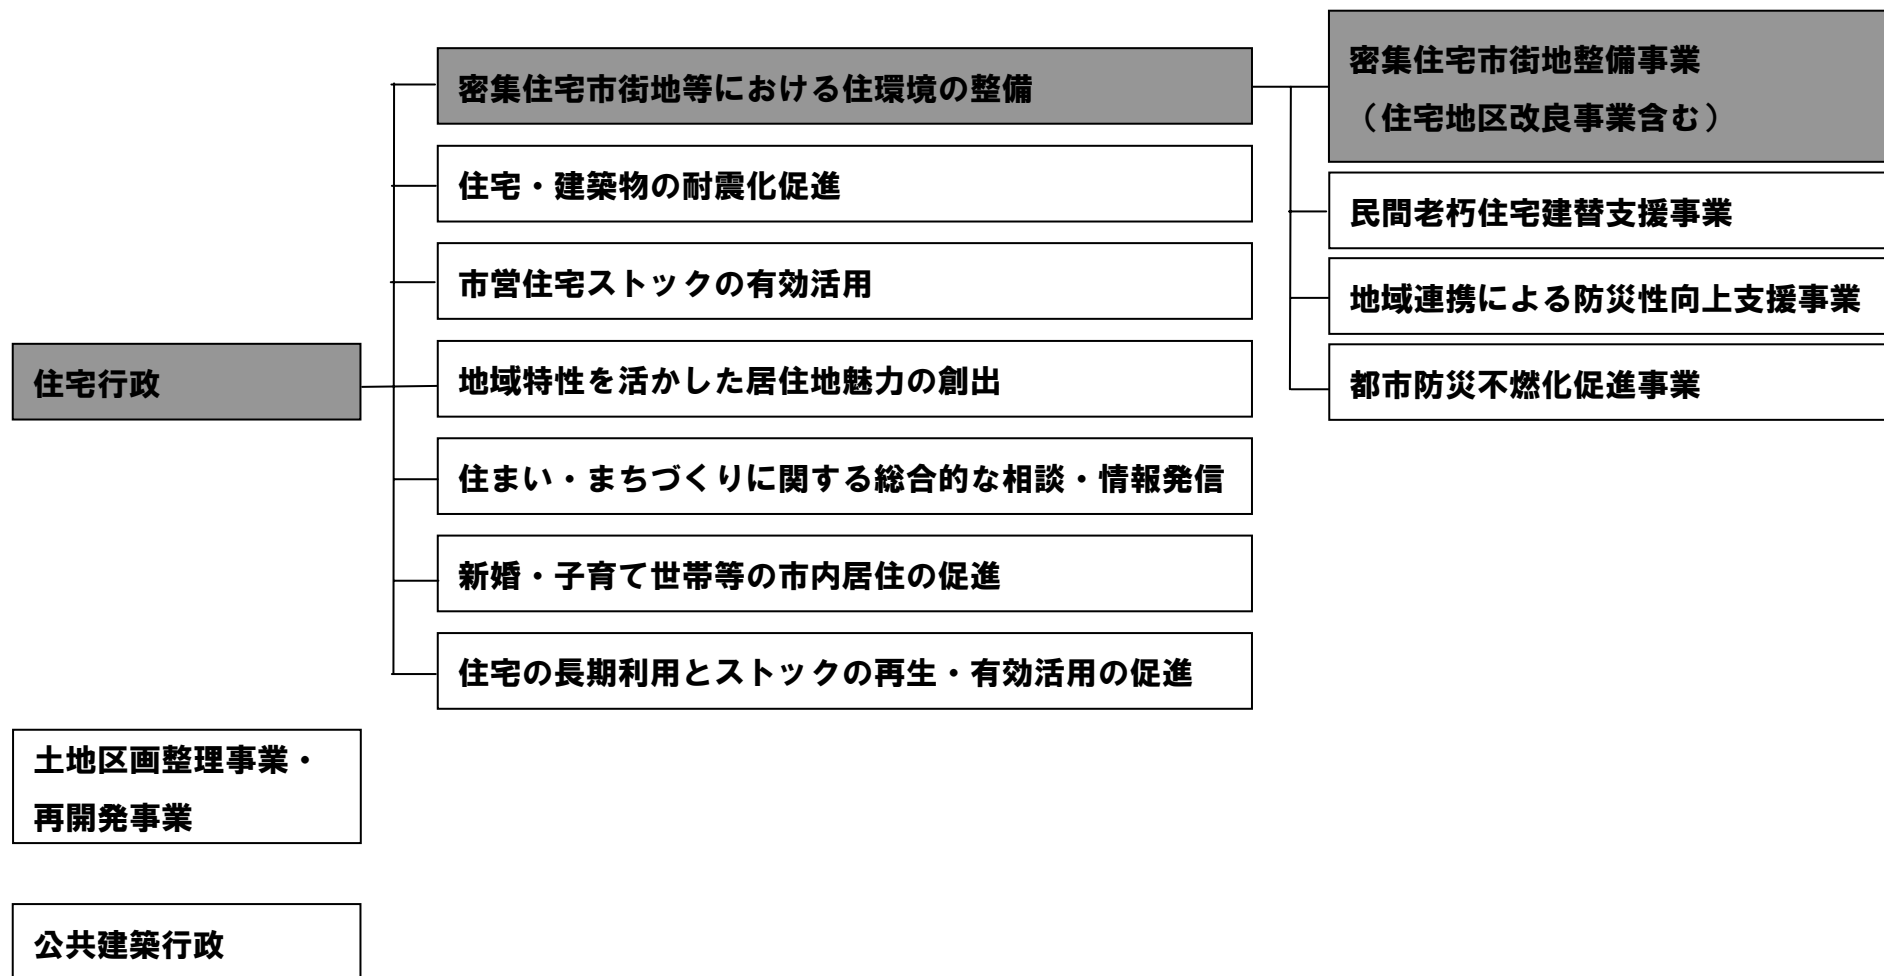 密集住宅市街地整備事業
（住宅地区改良事業含む）
密集住宅市街地等における住環境の整備
住宅・建築物の耐震化促進
民間老朽住宅建替支援事業
市営住宅ストックの有効活用
地域連携による防災性向上支援事業
住宅行政
地域特性を活かした居住地魅力の創出
都市防災不燃化促進事業
住まい・まちづくりに関する総合的な相談・情報発信
新婚・子育て世帯等の市内居住の促進
住宅の長期利用とストックの再生・有効活用の促進
土地区画整理事業・
再開発事業
公共建築行政